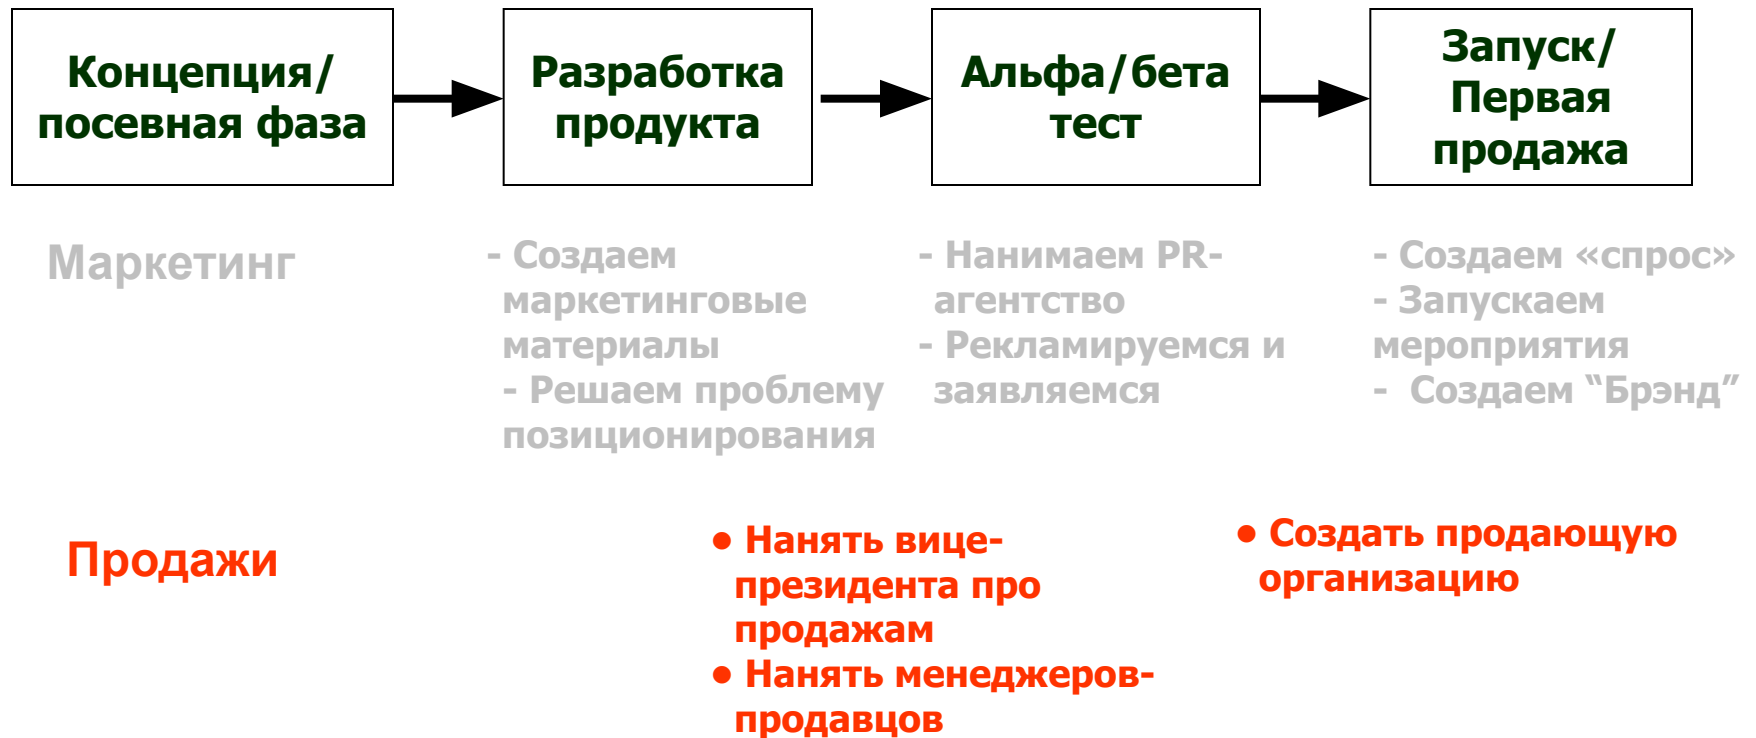 Концепция/
посевная фаза
Разработка
продукта
Альфа/бета
тест
Запуск/
Первая
продажа
Маркетинг
- Создаем
маркетинговые
материалы
- Решаем проблему
позиционирования
- Нанимаем PR-
агентство
- Рекламируемся и
заявляемся
- Создаем «спрос»
- Запускаем
мероприятия
- Создаем “Брэнд”
Продажи
• Нанять вице-
президента про
продажам
• Нанять менеджеров-
продавцов
• Создать продающую
организацию